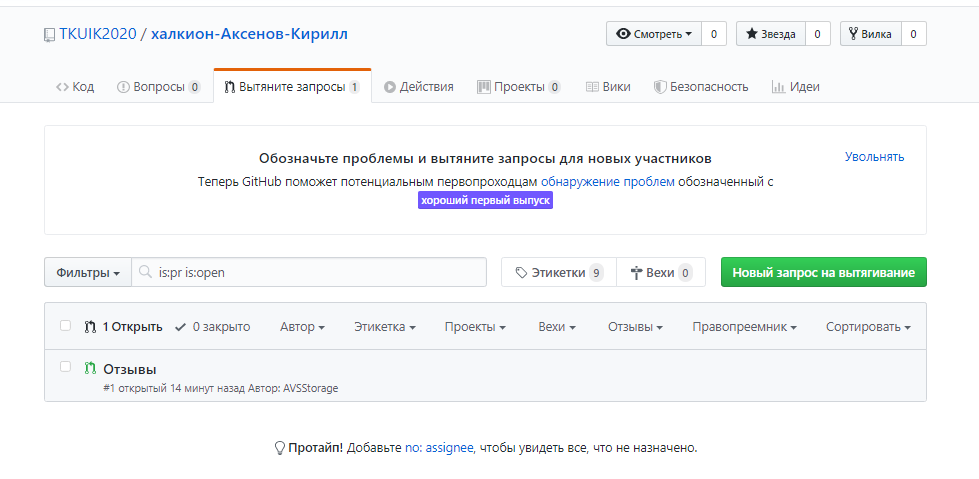 TKUIK2020 / халкион-Аксенов-Кирилл
Смотреть 0 Звезда 0 Вилка 0
Код Вопросы 0 Вытяните запросы 1 Действия Проекты 0 Вики Безопасность Идеи
Обозначьте проблемы и вытяните запросы для новых участников
Увольнять
Теперь GitHub поможет потенциальным первопроходцам обнаружение проблем обозначенный с
хороший первый выпуск
Фильтры is:pr is:open Этикетки 9 Вехи 0 Новый запрос на вытягивание
1 Открыть 0 закрыто Автор Этикетка Проекты Вехи Отзывы Правопреемник Сортировать
Отзывы
#1 открытый 14 минут назад Автор: AVSStorage
Протайп! Добавьте no: assignee, чтобы увидеть все, что не назначено.